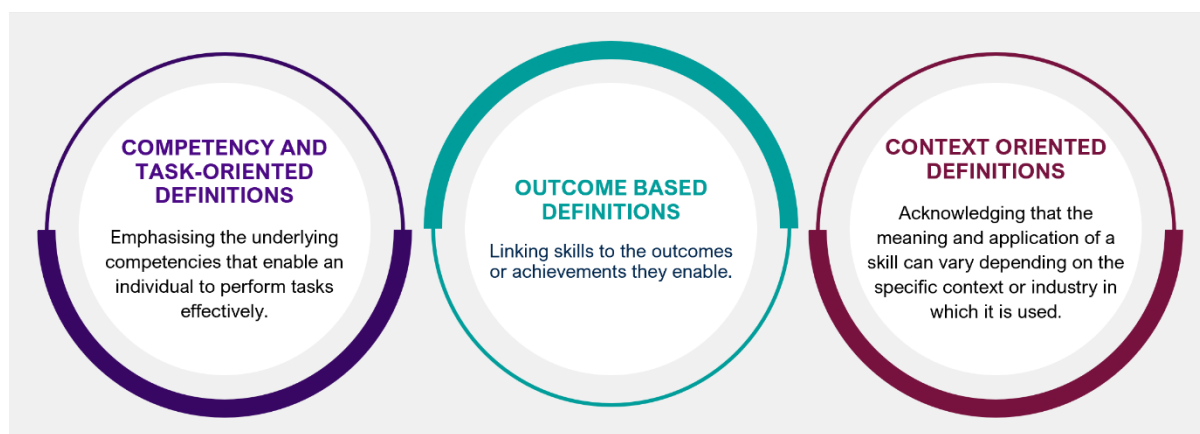 COMPETENCY AND
TASK-ORIENTED
DEFINITIONS
Emphasising the underlying
competencies that enable an
individual to perform tasks
effectively.
OUTCOME BASED
DEFINITIONS
Linking skills to the outcomes
or achievements they enable.
CONTEXT ORIENTED
DEFINITIONS
Acknowledging that the
meaning and application of a
skill can vary depending on the
specific context or industry in
which it is used.